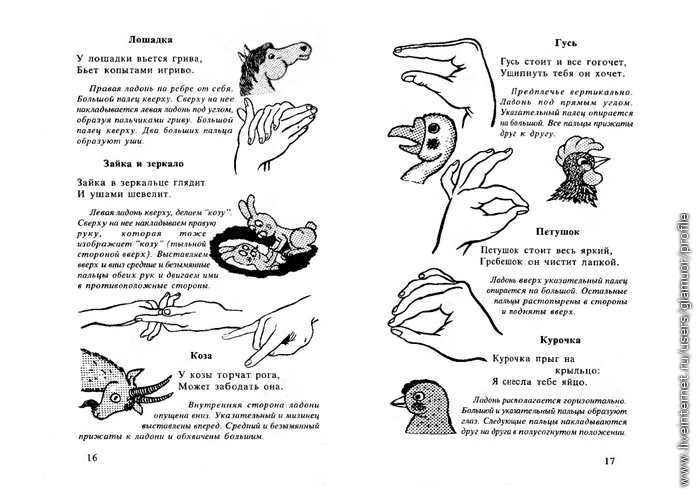 Лошадка
У лошадки вьется грива,
Бьет копытами игриво.
Правая ладонь на ребре от себя.
Большой палец кверху. Сверху на нее
накладывается левая ладонь под углом,
образуя пальчиками гриву. Большой
палец кверху. Два больших пальца
образуют уши.
Зайка и зеркало
Зайка в зеркальце глядит
И ушами шевелит.
Левая ладонь кверху, делаем "козу".
Сверху на нее накладываем правую
руку, которая тоже
изображает "козу" (тыльной
стороной вверх). Выставляем
вверх и вниз средние и безымянные
пальцы обеих рук и двигаем ими
в противоположные стороны.
Коза
У козы торчат рога,
Может забодать она.
Внутренняя сторона ладони
опущена вниз. Указательный и мизинец
выставлены вперед. Средний и безымянный
прижаты к ладони и обхвачены большим.
16
Гусь
Гусь стоит и все гогочет,
Ущипнуть тебя он хочет.
Предплечье вертикально.
Ладонь под прямым углом.
Указательный палец опирается
на большой. Все пальцы прижаты
друг к другу.
Петушок
Петушок стоит весь яркий,
Гребешок он чистит лапкой.
Ладонь вверх указательный палец
опирается на большой. Остальные
пальцы растопырены в стороны
и подняты вверх.
Курочка
Курочка прыг на
крыльцо:
Я снесла тебе яйцо.
Ладонь располагается горизонтально.
Большой и указательный пальцы образуют
глаз. Следующие пальцы накладываются
друг на друга в полусогнутом положении.
17
www.liveinternet.ru/users/glamuor/profile